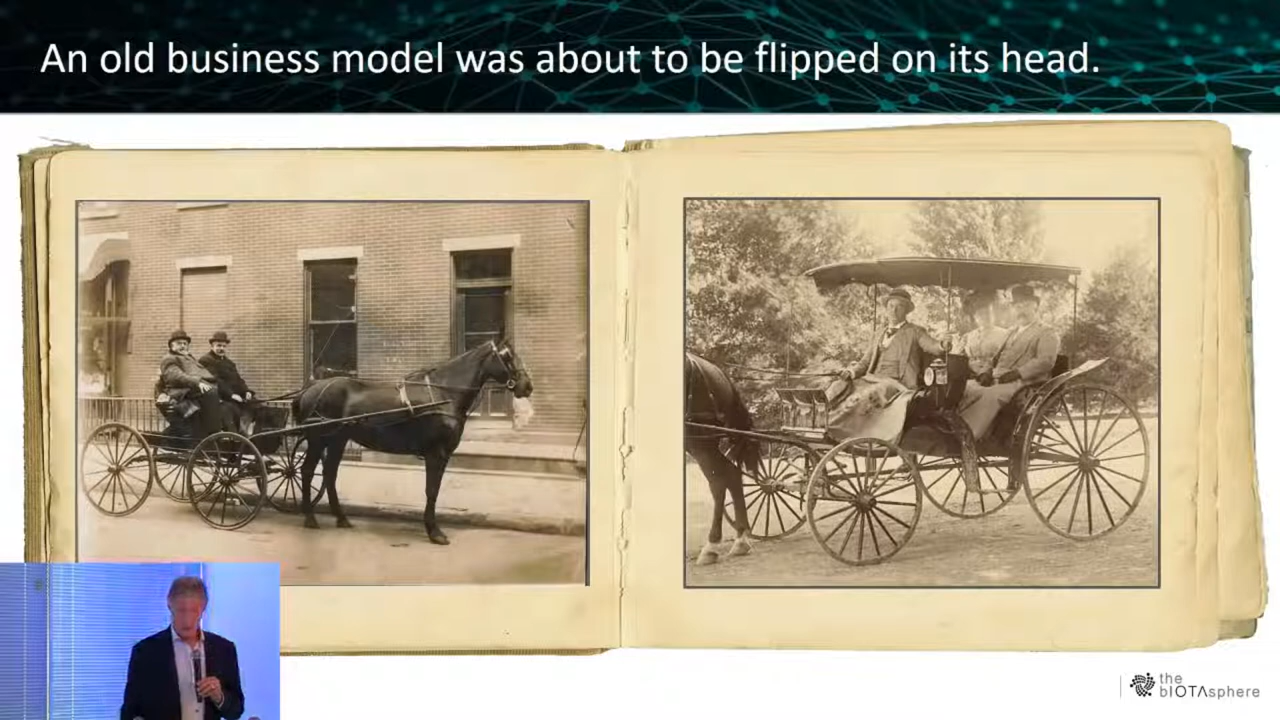 An old business model was about to be flipped on its head.
the
bIOTAsphere